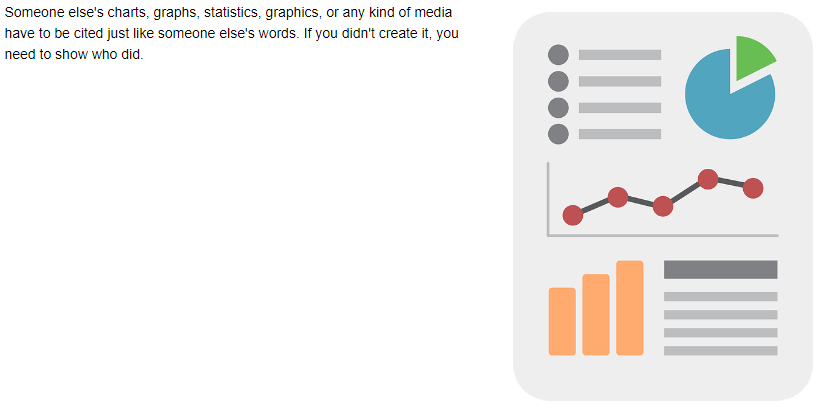 Someone else's charts, graphs, statistics, graphics, or any kind of media
have to be cited just like someone else's words. If you didn't create it, you
need to show who did.